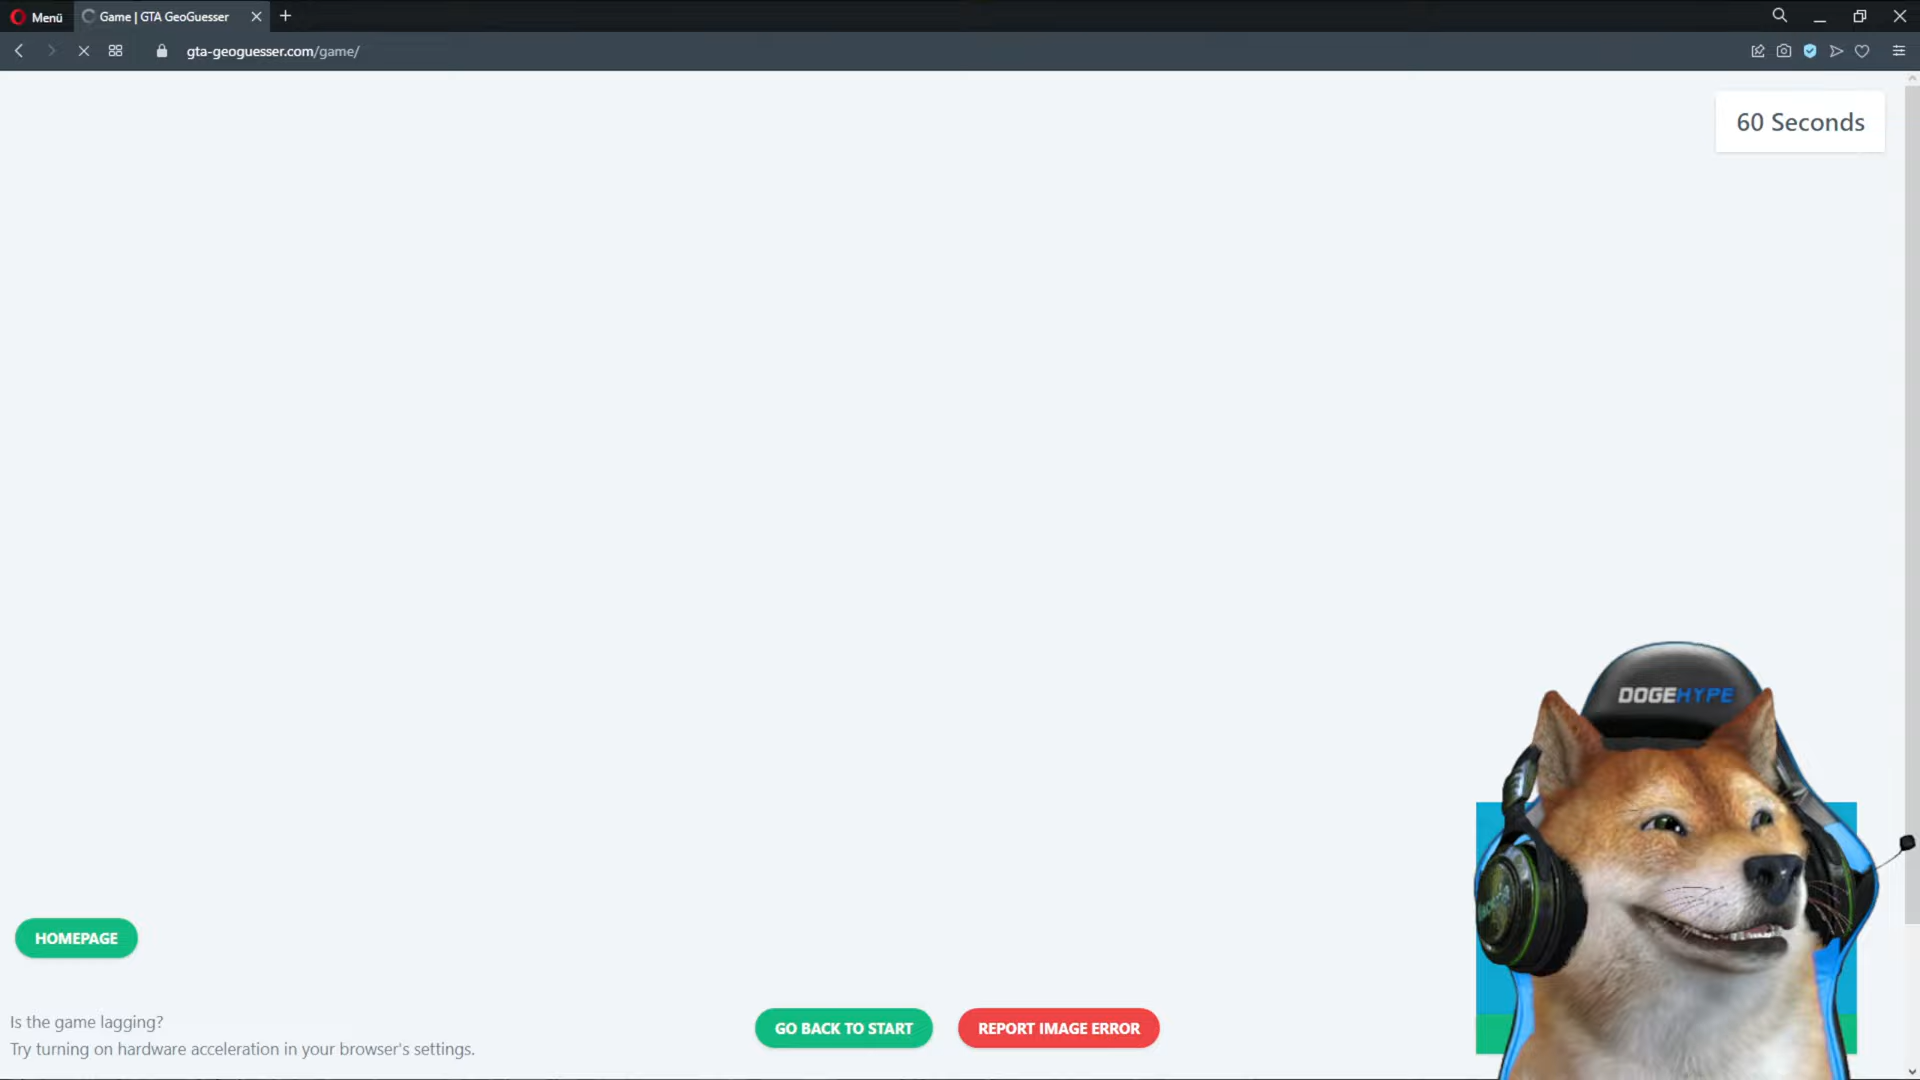 Menü
Game | GTA GeoGuesser
gta-geoguesser.com/game/
60 Seconds
DOGEHYPE
HOMEPAGE
Is the game lagging?
Try turning on hardware acceleration in your browser's settings.
GO BACK TO START
REPORT IMAGE ERROR